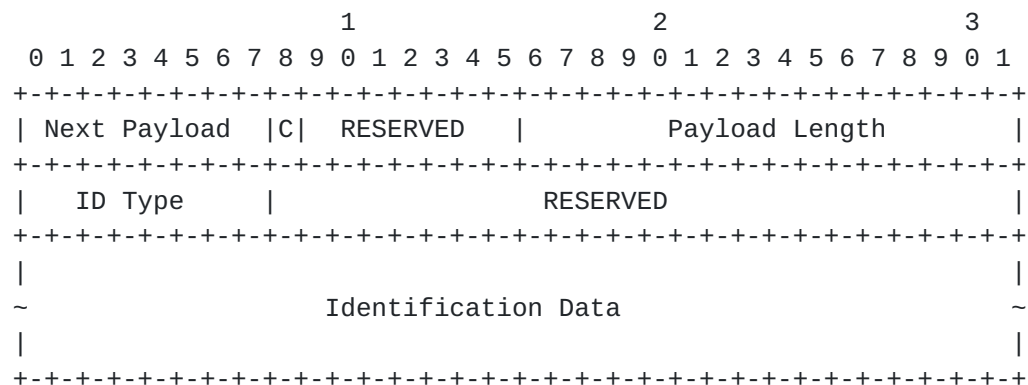 1                   2                   3
 0 1 2 3 4 5 6 7 8 9 0 1 2 3 4 5 6 7 8 9 0 1 2 3 4 5 6 7 8 9 0 1
+-+-+-+-+-+-+-+-+-+-+-+-+-+-+-+-+-+-+-+-+-+-+-+-+-+-+-+-+-+-+-+-+
| Next Payload  |C|  RESERVED   |         Payload Length        |
+-+-+-+-+-+-+-+-+-+-+-+-+-+-+-+-+-+-+-+-+-+-+-+-+-+-+-+-+-+-+-+-+
|   ID Type     |                 RESERVED                      |
+-+-+-+-+-+-+-+-+-+-+-+-+-+-+-+-+-+-+-+-+-+-+-+-+-+-+-+-+-+-+-+-+
|                                                               |
~                   Identification Data                         ~
|                                                               |
+-+-+-+-+-+-+-+-+-+-+-+-+-+-+-+-+-+-+-+-+-+-+-+-+-+-+-+-+-+-+-+-+